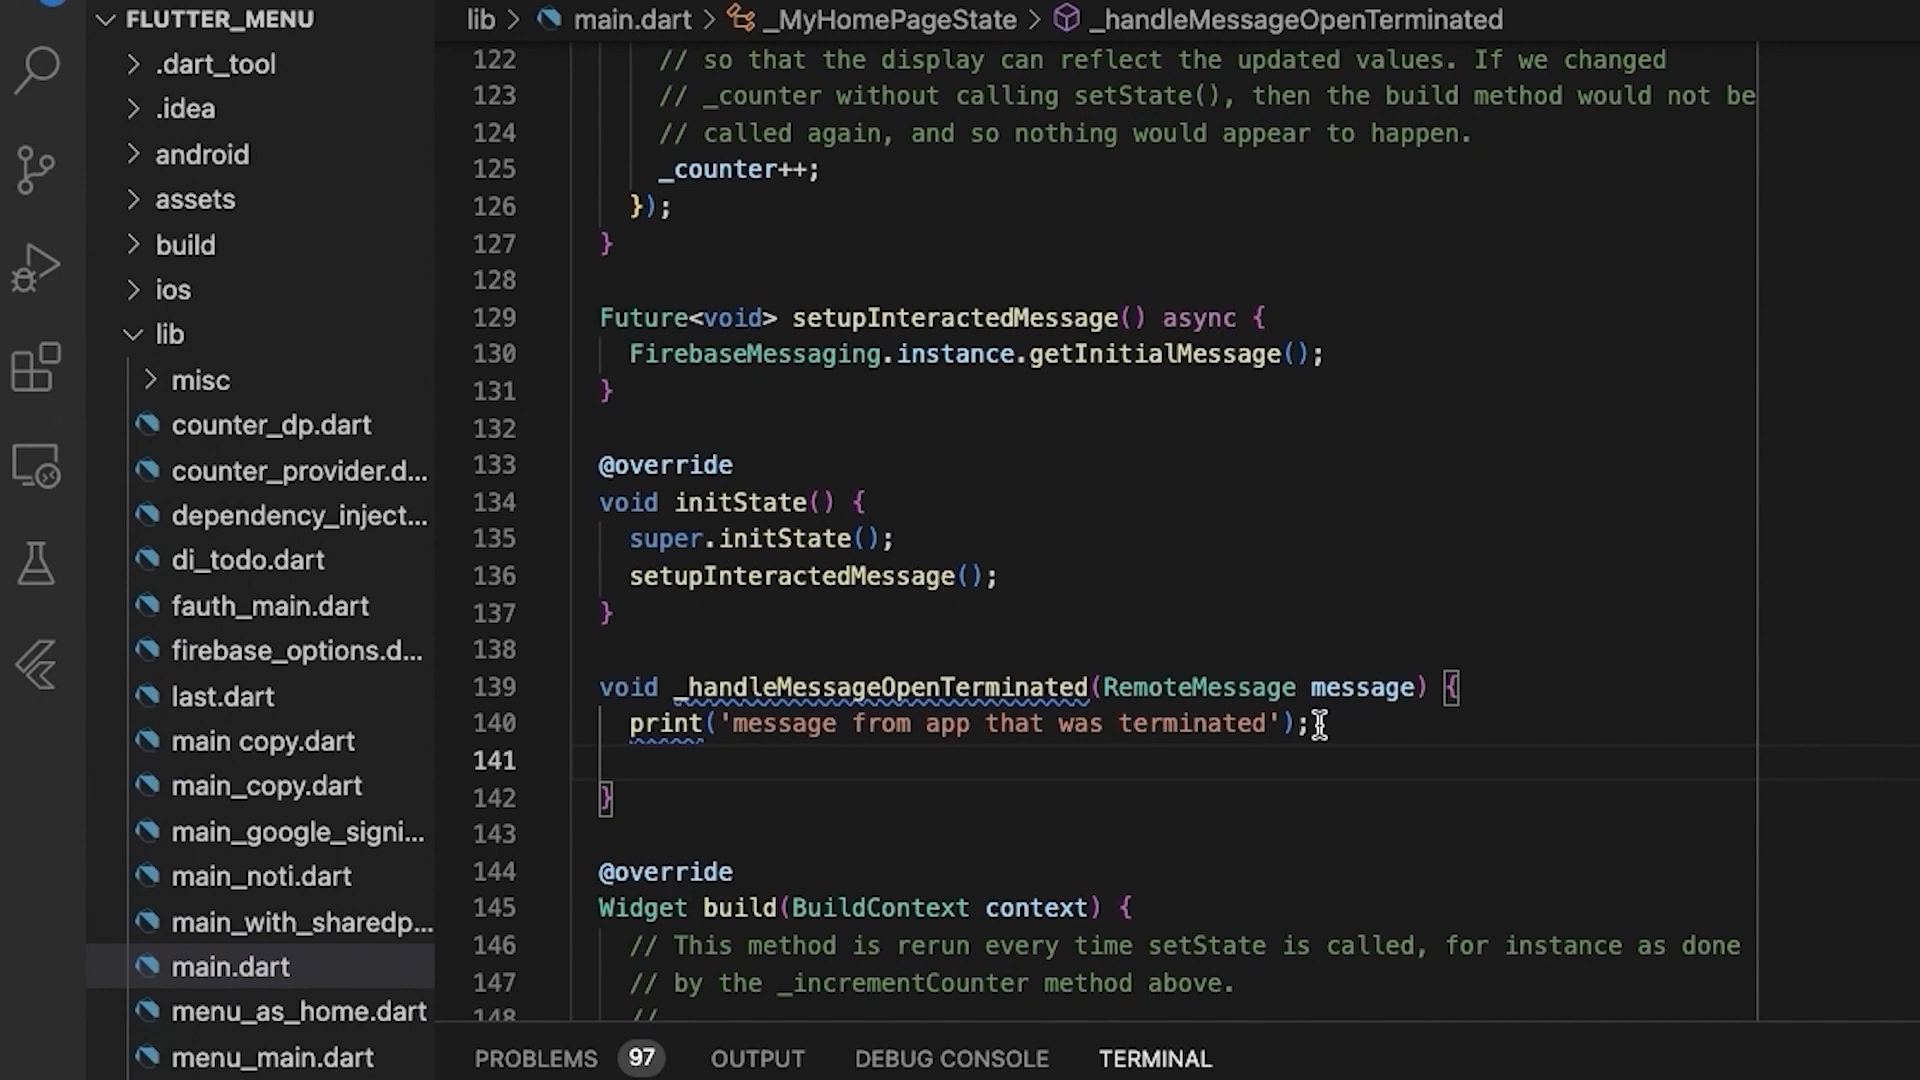 FLUTTER_MENU
.dart_tool
.idea
android
assets
build
ios
lib
misc
counter_dp.dart
counter_provider.d...
dependency_inject...
di_todo.dart
fauth_main.dart
firebase_options.d...
last.dart
main copy.dart
main_copy.dart
main_google_signi...
main_noti.dart
main_with_sharedp...
main.dart
menu_as_home.dart
menu_main.dart
lib > main.dart > _MyHomePageState > _handleMessageOpenTerminated
122 // so that the display can reflect the updated values. If we changed
123 // _counter without calling setState(), then the build method would not be
124 // called again, and so nothing would appear to happen.
125 _counter++;
126 });
127 }
128
129 Future<void> setupInteractedMessage() async {
130 FirebaseMessaging.instance.getInitialMessage();
131 }
132
133 @override
134 void initState() {
135 super.initState();
136 setupInteractedMessage();
137 }
138
139 void _handleMessageOpenTerminated(RemoteMessage message) {
140 print('message from app that was terminated');
141
142 }
143
144 @override
145 Widget build(BuildContext context) {
146 // This method is rerun every time setState is called, for instance as done
147 // by the _incrementCounter method above.
148 //
PROBLEMS 97 OUTPUT DEBUG CONSOLE TERMINAL